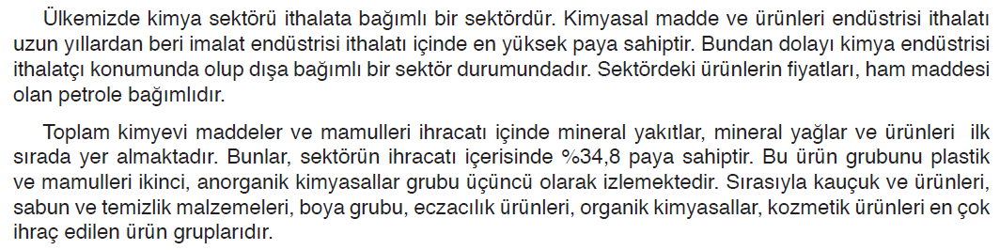 Ülkemizde kimya sektörü ithalata bağımlı bir sektördür. Kimyasal madde ve ürünleri endüstrisi ithalatı
uzun yıllardan beri imalat endüstrisi ithalatı içinde en yüksek paya sahiptir. Bundan dolayı kimya endüstrisi
ithalatçı konumunda olup dışa bağımlı bir sektör durumundadır. Sektördeki ürünlerin fiyatları, ham maddesi
olan petrole bağımlıdır.
Toplam kimyevi maddeler ve mamulleri ihracatı içinde mineral yakıtlar, mineral yağlar ve ürünleri ilk
sırada yer almaktadır. Bunlar, sektörün ihracatı içerisinde %34,8 paya sahiptir. Bu ürün grubunu plastik
ve mamulleri ikinci, anorganik kimyasallar grubu üçüncü olarak izlemektedir. Sırasıyla kauçuk ve ürünleri,
sabun ve temizlik malzemeleri, boya grubu, eczacılık ürünleri, organik kimyasallar, kozmetik ürünleri en çok
ihraç edilen ürün gruplarıdır.